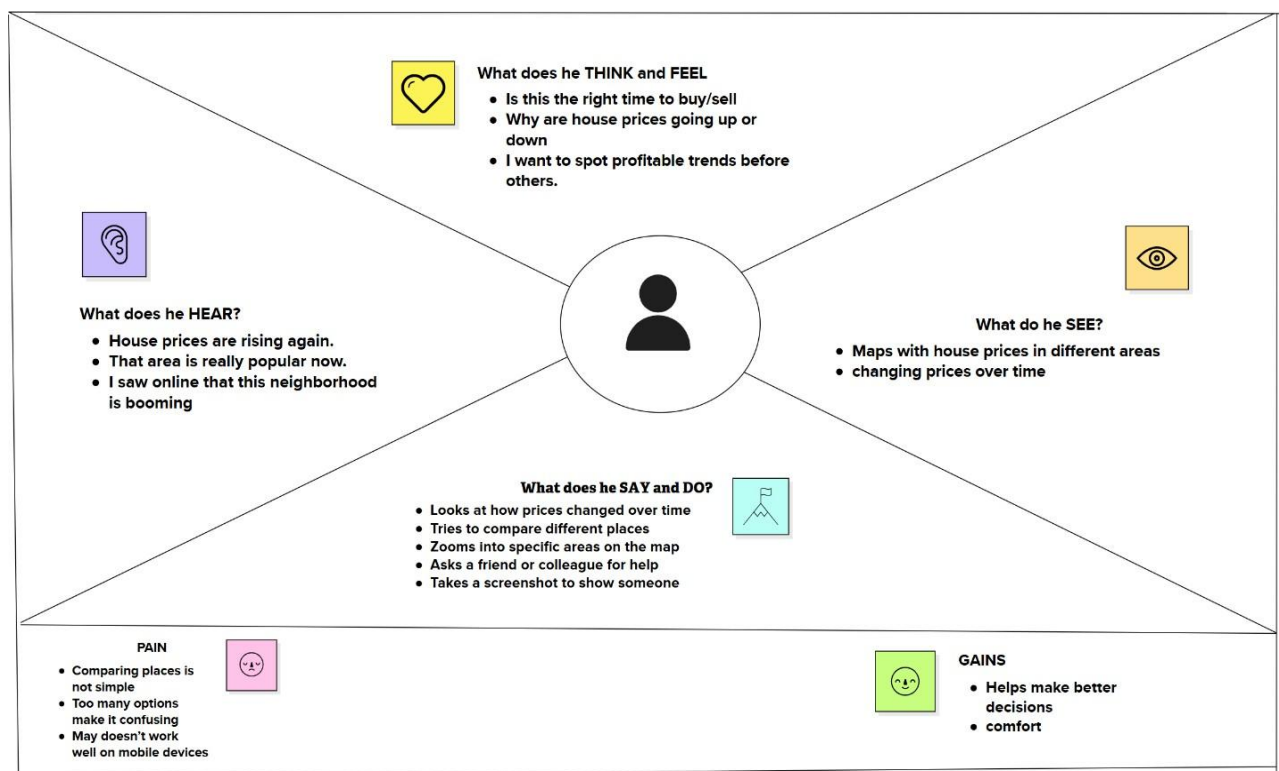 What does he THINK and FEEL
• Is this the right time to buy/sell
• Why are house prices going up or
down
• I want to spot profitable trends before
others.
What does he HEAR?
• House prices are rising again.
• That area is really popular now.
• I saw online that this neighborhood
is booming
What do he SEE?
• Maps with house prices in different areas
• changing prices over time
What does he SAY and DO?
• Looks at how prices changed over time
• Tries to compare different places
• Zooms into specific areas on the map
• Asks a friend or colleague for help
• Takes a screenshot to show someone
PAIN
• Comparing places is
not simple
• Too many options
make it confusing
• May doesn't work
well on mobile devices
GAINS
• Helps make better
decisions
• comfort